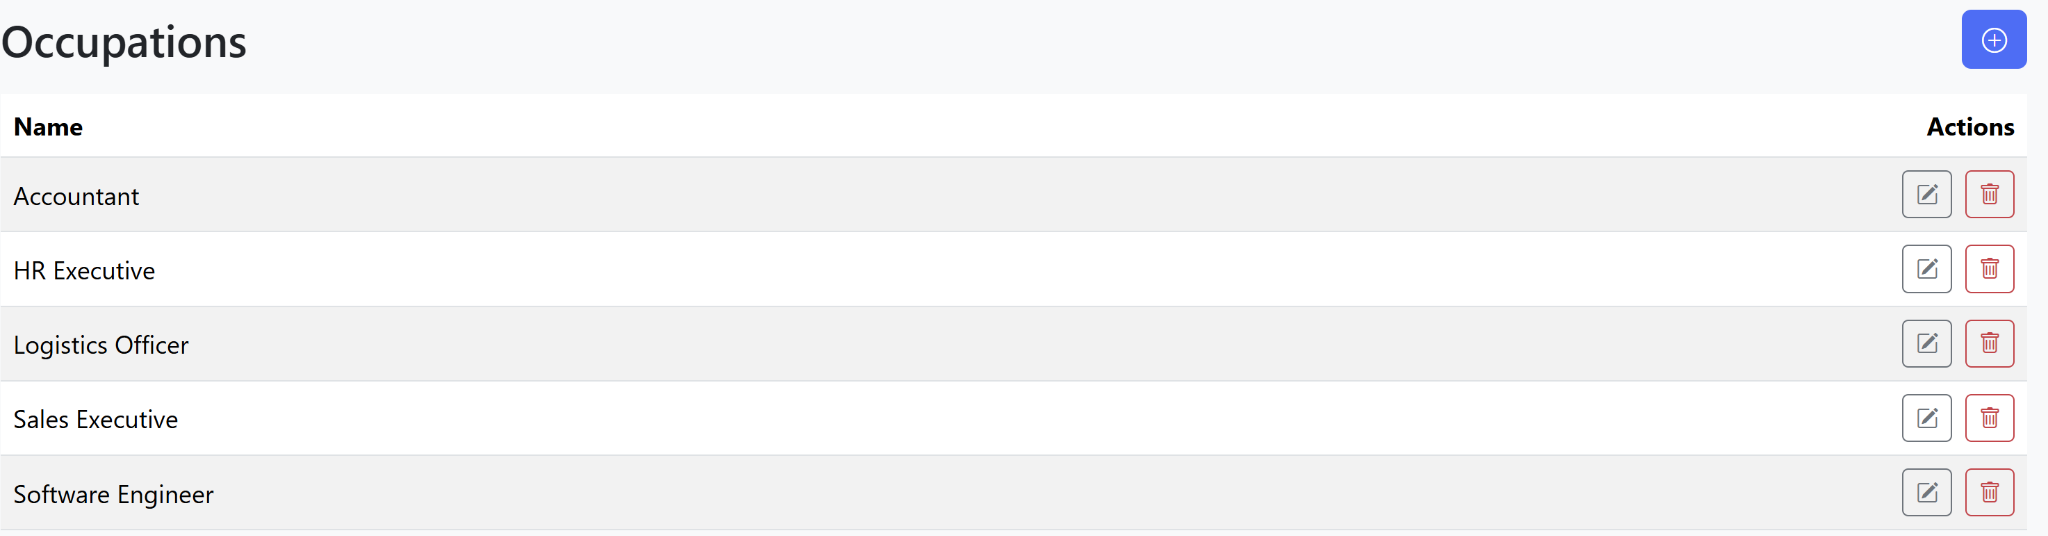 Occupations
Name Actions
Accountant
HR Executive
Logistics Officer
Sales Executive
Software Engineer